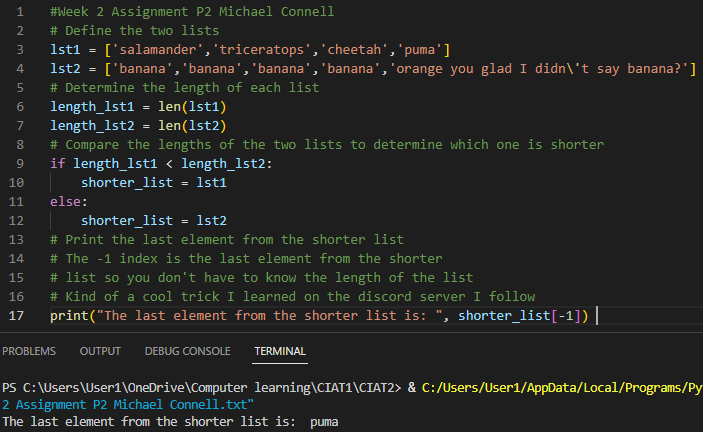 1 #Week 2 Assignment P2 Michael Connell
2 # Define the two lists
3 lst1 = ['salamander','triceratops','cheetah','puma']
4 lst2 = ['banana','banana','banana','banana','orange you glad I didn\'t say banana?']
5 # Determine the length of each list
6 length_lst1 = len(lst1)
7 length_lst2 = len(lst2)
8 # Compare the lengths of the two lists to determine which one is shorter
9 if length_lst1 < length_lst2:
10     shorter_list = lst1
11 else:
12     shorter_list = lst2
13 # Print the last element from the shorter list
14 # The -1 index is the last element from the shorter
15 # list so you don't have to know the length of the list
16 # Kind of a cool trick I learned on the discord server I follow
17 print("The last element from the shorter list is: ", shorter_list[-1])
PROBLEMS OUTPUT DEBUG CONSOLE TERMINAL
PS C:\Users\User1\OneDrive\Computer learning\CIAT1\CIAT2> & C:/Users/User1/AppData/Local/Programs/Py
2 Assignment P2 Michael Connell.txt"
The last element from the shorter list is:  puma